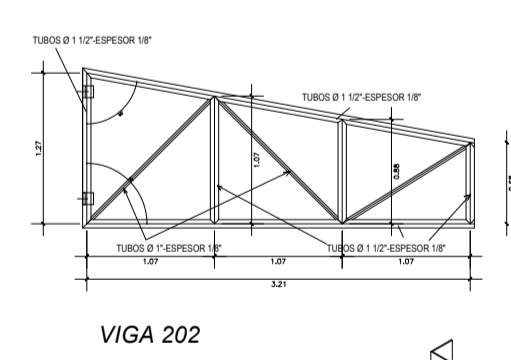 TUBOS Ø 1 1/2"-ESPESOR 1/8"
TUBOS Ø 1 1/2"-ESPESOR 1/8"
1.27
1.07
0.88
TUBOS Ø 1"-ESPESOR 1/8"
TUBOS Ø 1 1/2"-ESPESOR 1/8"
1.07
1.07
1.07
3.21
VIGA 202